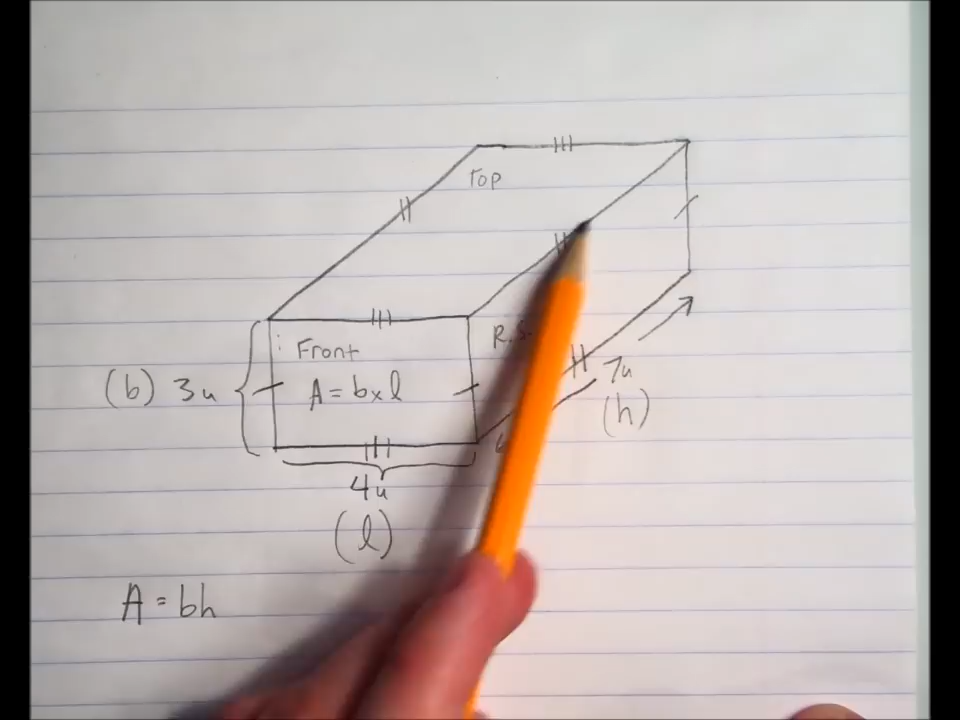 Top
Front
R.S.
A = b x l
(b) 3u
7u
(h)
4u
(l)
A = bh